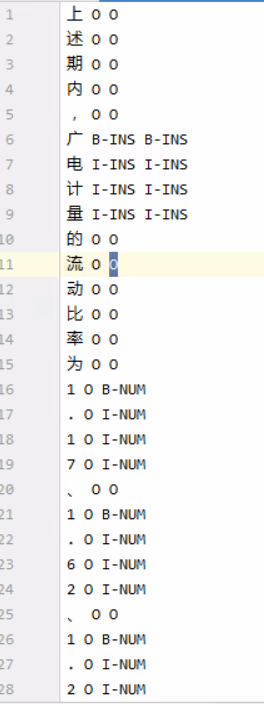 1 上 O O
2 述 O O
3 期 O O
4 内 O O
5 , O O
6 广 B-INS B-INS
7 电 I-INS I-INS
8 计 I-INS I-INS
9 量 I-INS I-INS
10 的 O O
11 流 O O
12 动 O O
13 比 O O
14 率 O O
15 为 O O
16 1 O B-NUM
17 . O I-NUM
18 1 O I-NUM
19 7 O I-NUM
20 、 O O
21 1 O B-NUM
22 . O I-NUM
23 6 O I-NUM
24 2 O I-NUM
25 、 O O
26 1 O B-NUM
27 . O I-NUM
28 2 O I-NUM